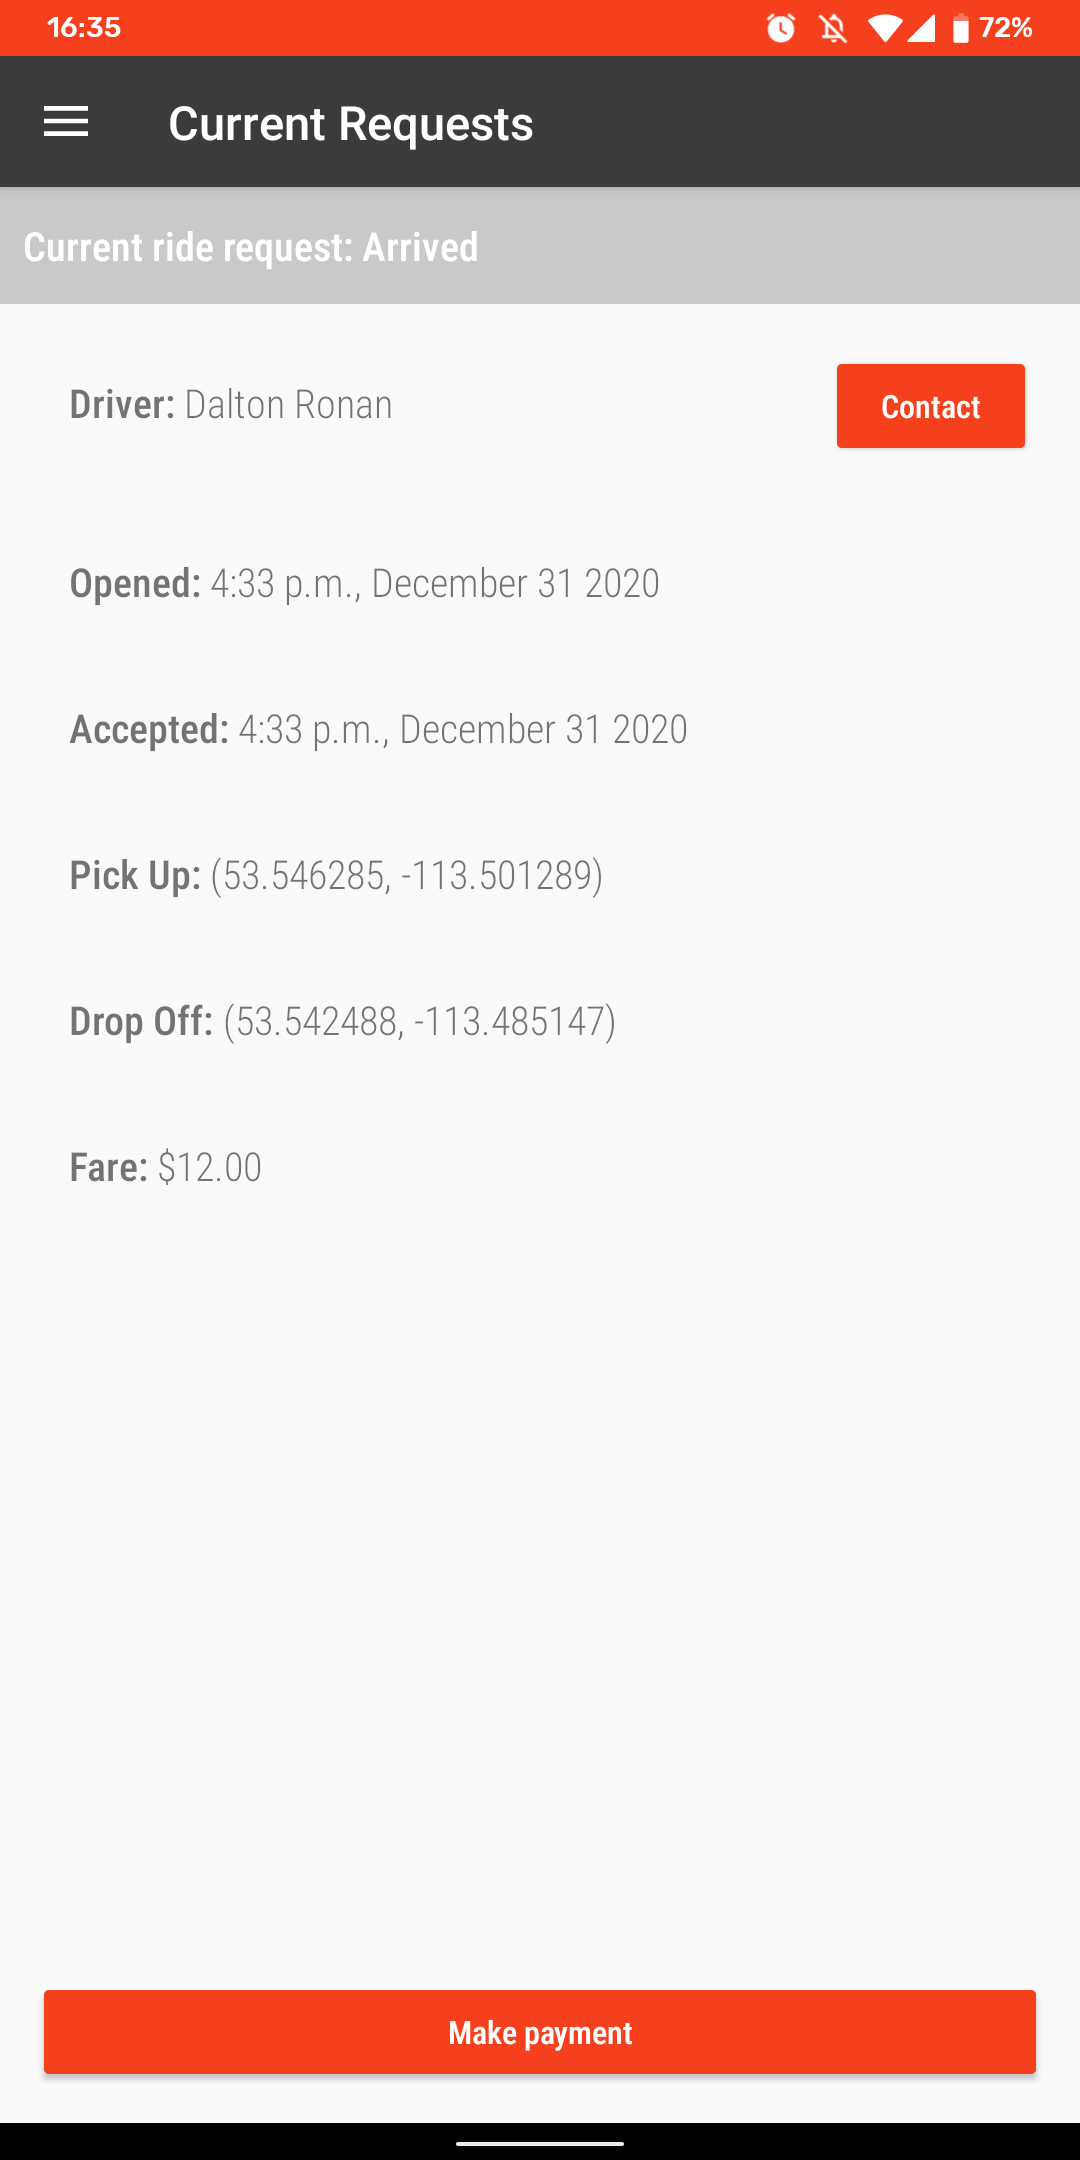 16:35
72%
Current Requests
Current ride request: Arrived
Driver: Dalton Ronan
Contact
Opened: 4:33 p.m., December 31 2020
Accepted: 4:33 p.m., December 31 2020
Pick Up: (53.546285, -113.501289)
Drop Off: (53.542488, -113.485147)
Fare: $12.00
Make payment